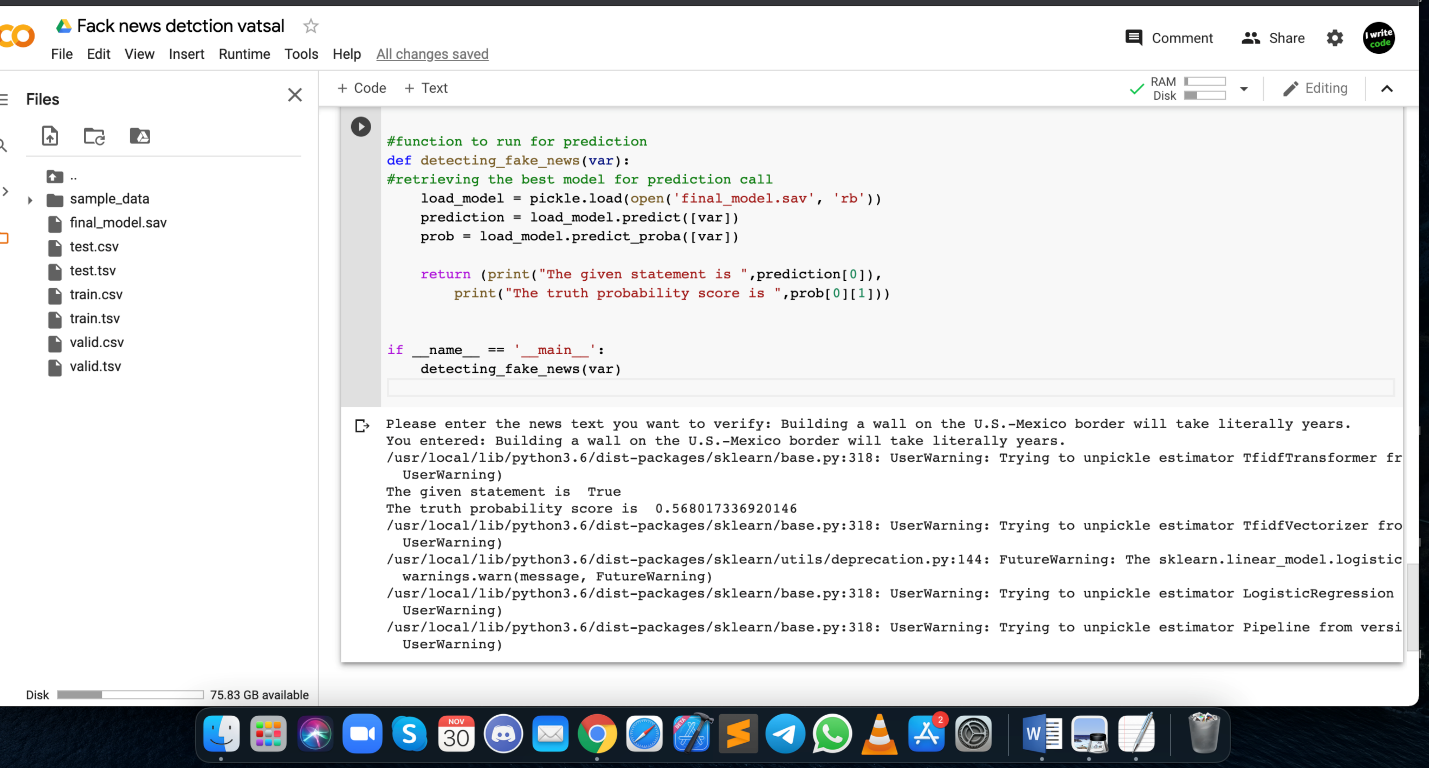 CO
Fack news detction vatsal
File Edit View Insert Runtime Tools Help All changes saved
Comment Share
I write
code
Files
+ Code + Text
RAM
Disk
Editing
..
sample_data
final_model.sav
test.csv
test.tsv
train.csv
train.tsv
valid.csv
valid.tsv
Disk 75.83 GB available
#function to run for prediction
def detecting_fake_news(var):
#retrieving the best model for prediction call
load_model = pickle.load(open('final_model.sav', 'rb'))
prediction = load_model.predict([var])
prob = load_model.predict_proba([var])
return (print("The given statement is ",prediction[0]),
print("The truth probability score is ",prob[0][1]))
if __name__ == '__main__':
detecting_fake_news(var)
Please enter the news text you want to verify: Building a wall on the U.S.-Mexico border will take literally years.
You entered: Building a wall on the U.S.-Mexico border will take literally years.
/usr/local/lib/python3.6/dist-packages/sklearn/base.py:318: UserWarning: Trying to unpickle estimator TfidfTransformer fr
UserWarning)
The given statement is  True
The truth probability score is  0.568017336920146
/usr/local/lib/python3.6/dist-packages/sklearn/base.py:318: UserWarning: Trying to unpickle estimator TfidfVectorizer fro
UserWarning)
/usr/local/lib/python3.6/dist-packages/sklearn/utils/deprecation.py:144: FutureWarning: The sklearn.linear_model.logistic
warnings.warn(message, FutureWarning)
/usr/local/lib/python3.6/dist-packages/sklearn/base.py:318: UserWarning: Trying to unpickle estimator LogisticRegression
UserWarning)
/usr/local/lib/python3.6/dist-packages/sklearn/base.py:318: UserWarning: Trying to unpickle estimator Pipeline from versi
UserWarning)
NOV
30
BETA
2
S
W